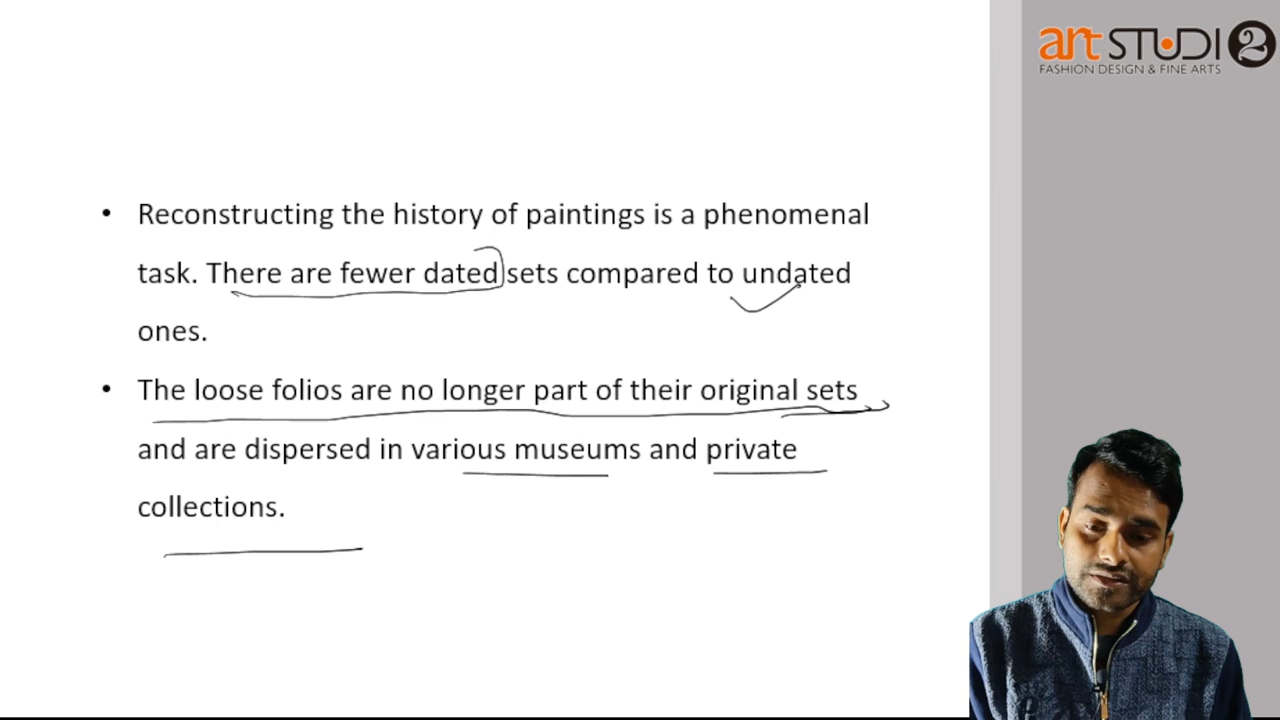 art STUDIO 2
FASHION DESIGN & FINE ARTS
• Reconstructing the history of paintings is a phenomenal
task. There are fewer dated sets compared to undated
ones.
• The loose folios are no longer part of their original sets
and are dispersed in various museums and private
collections.